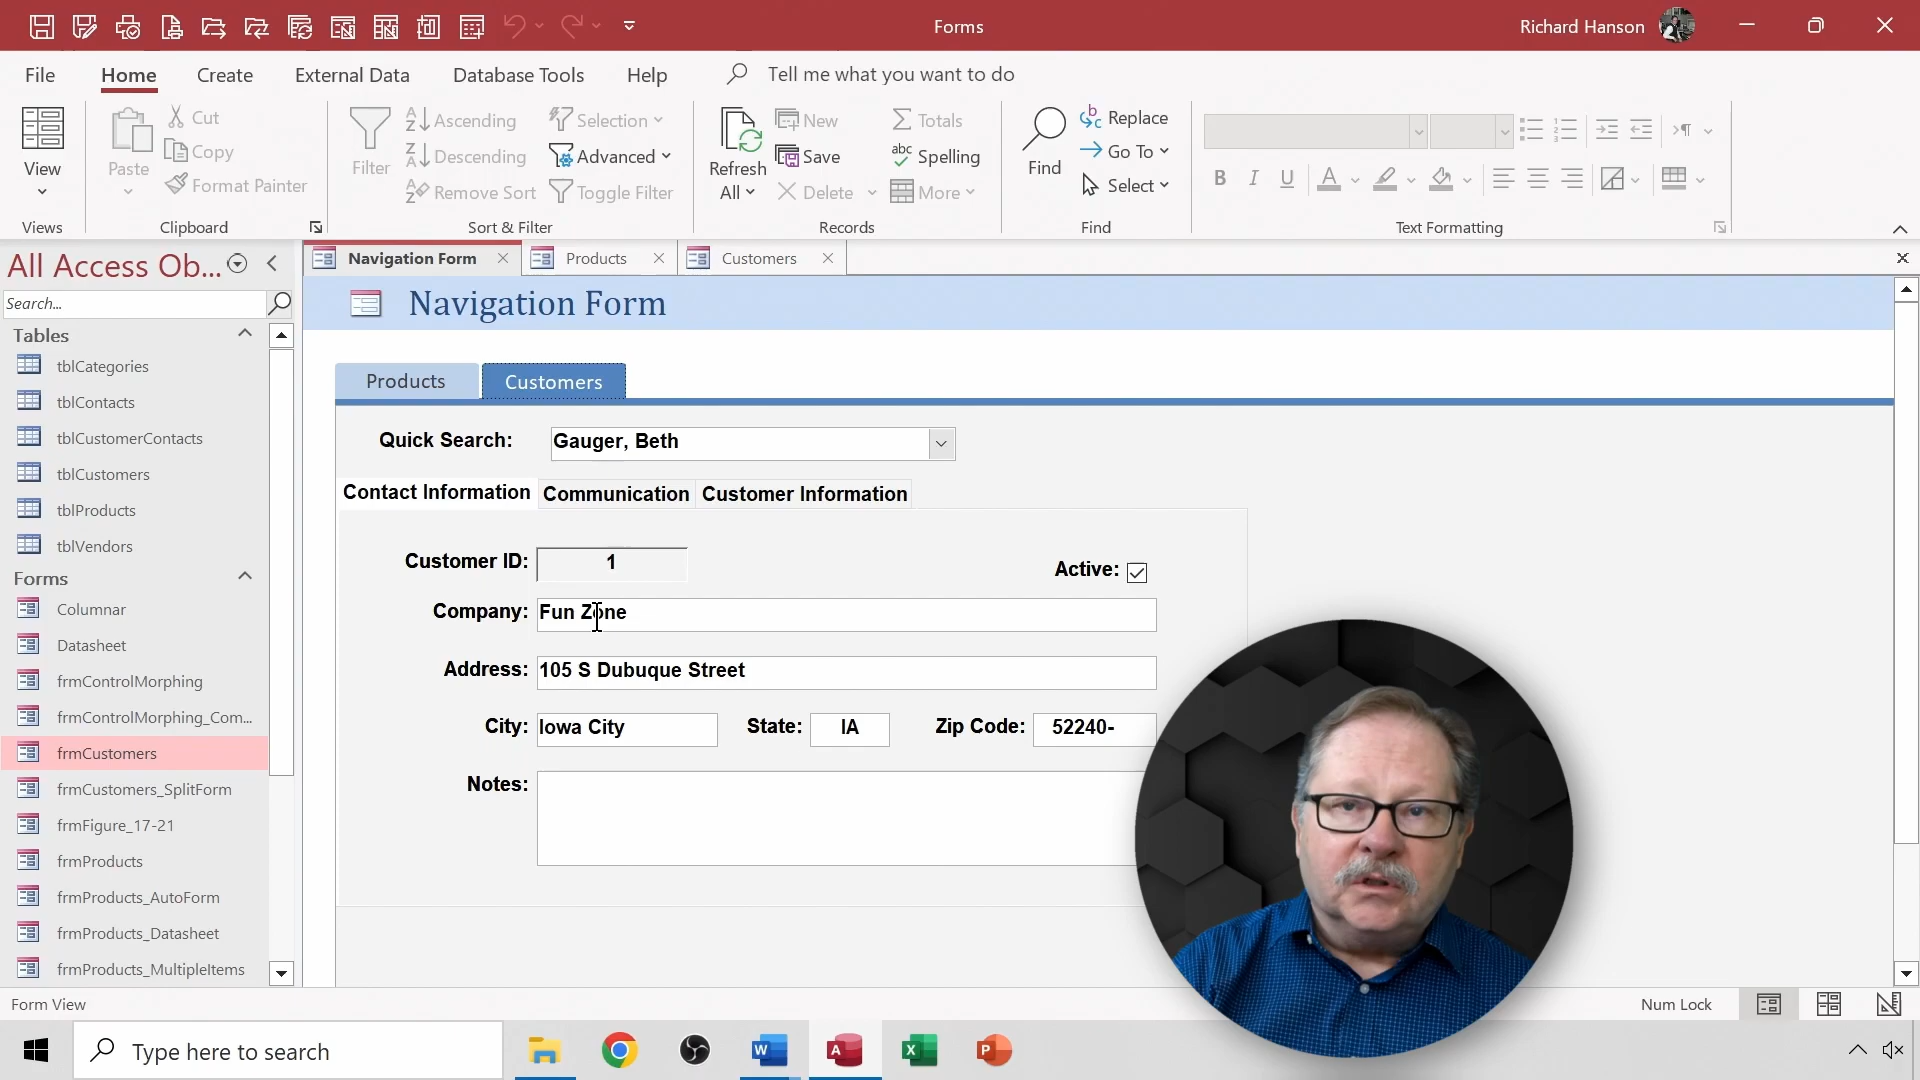 Forms
Richard Hanson
File
Home
Create
External Data
Database Tools
Help
Tell me what you want to do
View
Views
Paste
Cut
Copy
Format Painter
Clipboard
Filter
Ascending
Descending
Remove Sort
Selection
Advanced
Toggle Filter
Sort & Filter
Refresh
All
New
Save
Delete
Totals
Spelling
More
Records
Find
Replace
Go To
Select
Find
B I U
Text Formatting
All Access Ob...
Search...
Tables
tblCategories
tblContacts
tblCustomerContacts
tblCustomers
tblProducts
tblVendors
Forms
Columnar
Datasheet
frmControlMorphing
frmControlMorphing_Com...
frmCustomers
frmCustomers_SplitForm
frmFigure_17-21
frmProducts
frmProducts_AutoForm
frmProducts_Datasheet
frmProducts_MultipleItems
Navigation Form
Products
Customers
Navigation Form
Products
Customers
Quick Search: Gauger, Beth
Contact Information
Communication
Customer Information
Customer ID: 1
Active:
Company: Fun Zone
Address: 105 S Dubuque Street
City: Iowa City State: IA Zip Code: 52240-
Notes:
Form View
Num Lock
Type here to search